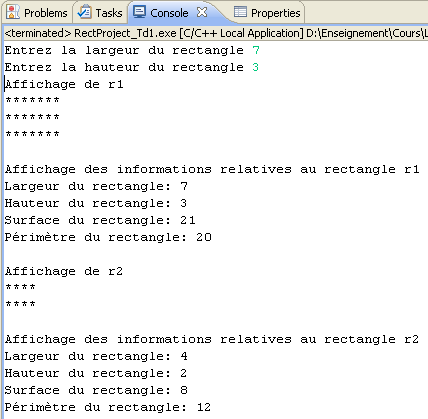 Problems Tasks Console Properties
<terminated> RectProject_Td1.exe [C/C++ Local Application] D:\Enseignement\Cours\L
Entrez la largeur du rectangle 7
Entrez la hauteur du rectangle 3
Affichage de r1
*******
*******
*******
Affichage des informations relatives au rectangle r1
Largeur du rectangle: 7
Hauteur du rectangle: 3
Surface du rectangle: 21
Périmètre du rectangle: 20
Affichage de r2
****
****
Affichage des informations relatives au rectangle r2
Largeur du rectangle: 4
Hauteur du rectangle: 2
Surface du rectangle: 8
Périmètre du rectangle: 12